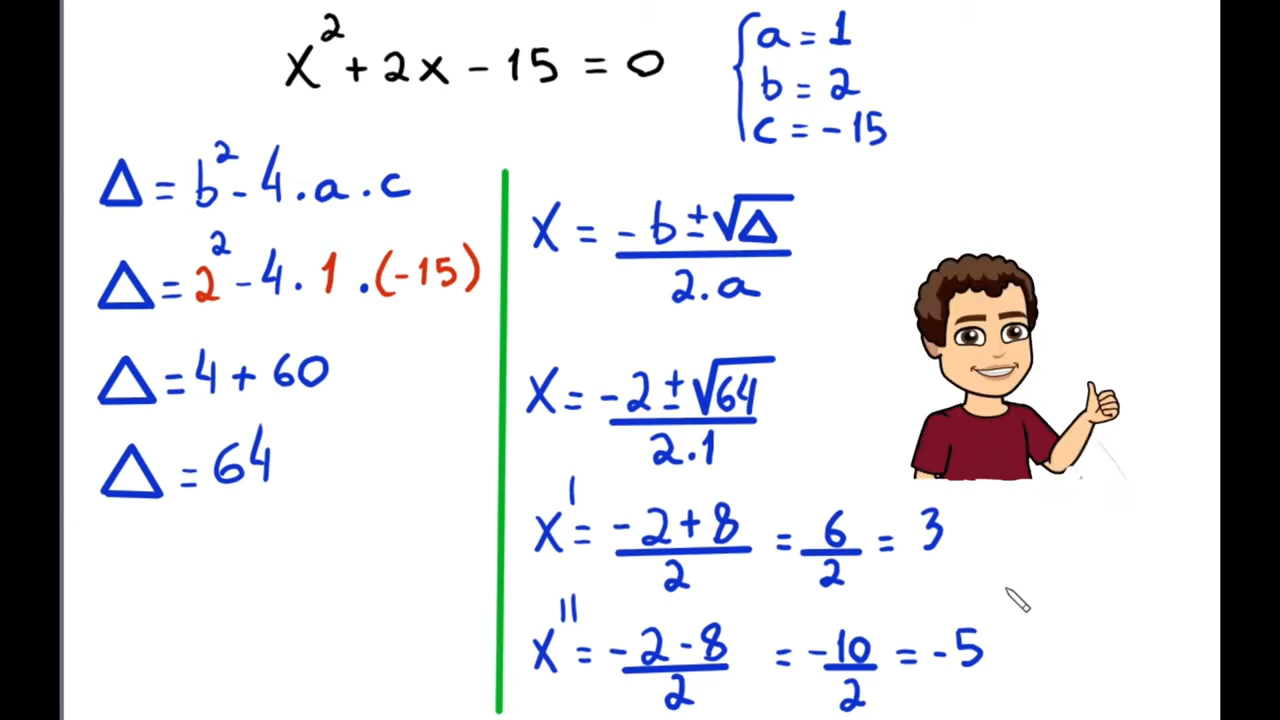 x² + 2x - 15 = 0
a = 1
b = 2
c = -15
Δ = b² - 4 . a . c
Δ = 2² - 4 . 1 . (-15)
Δ = 4 + 60
Δ = 64
x = (-b ± √Δ) / (2 . a)
x = (-2 ± √64) / (2 . 1)
x' = (-2 + 8) / 2 = 6 / 2 = 3
x'' = (-2 - 8) / 2 = -10 / 2 = -5